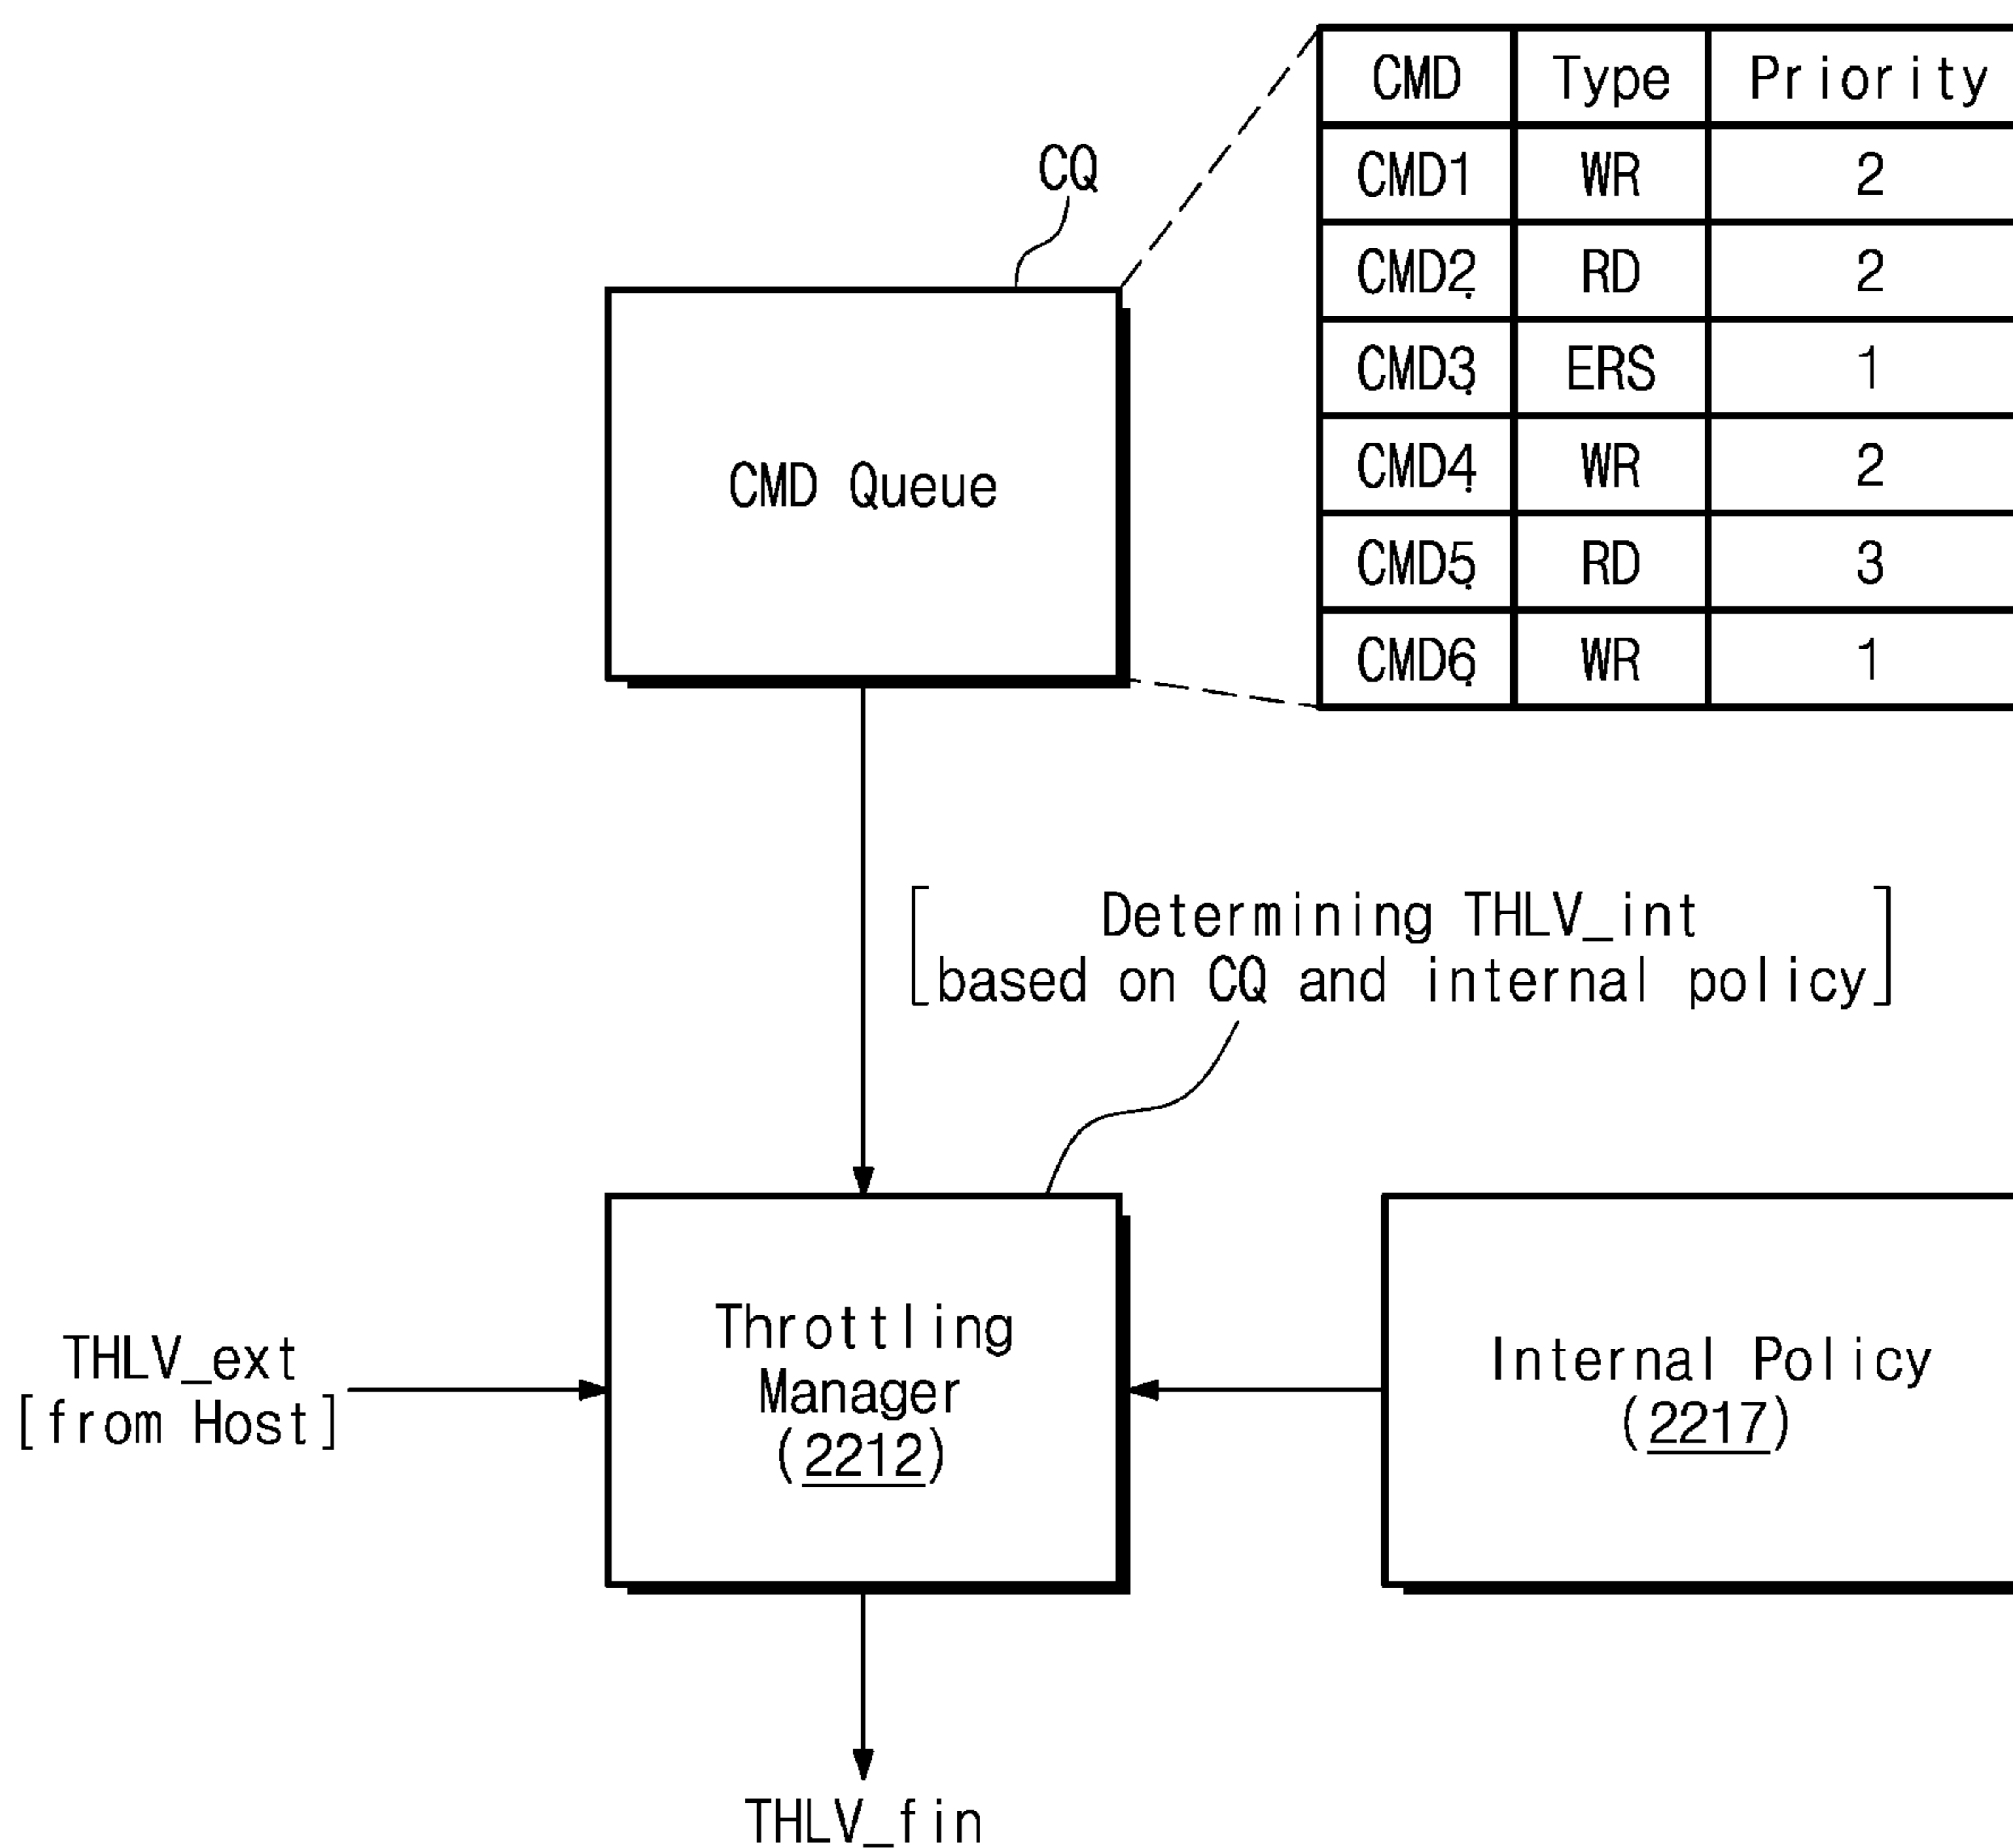 CMD Type Priority
CMD1 WR 2
CMD2 RD 2
CMD3 ERS 1
CMD4 WR 2
CMD5 RD 3
CMD6 WR 1
CQ
CMD Queue
[Determining THLV_int
based on CQ and internal policy]
THLV_ext
[from Host]
Throttling
Manager
(2212)
Internal Policy
(2217)
THLV_fin